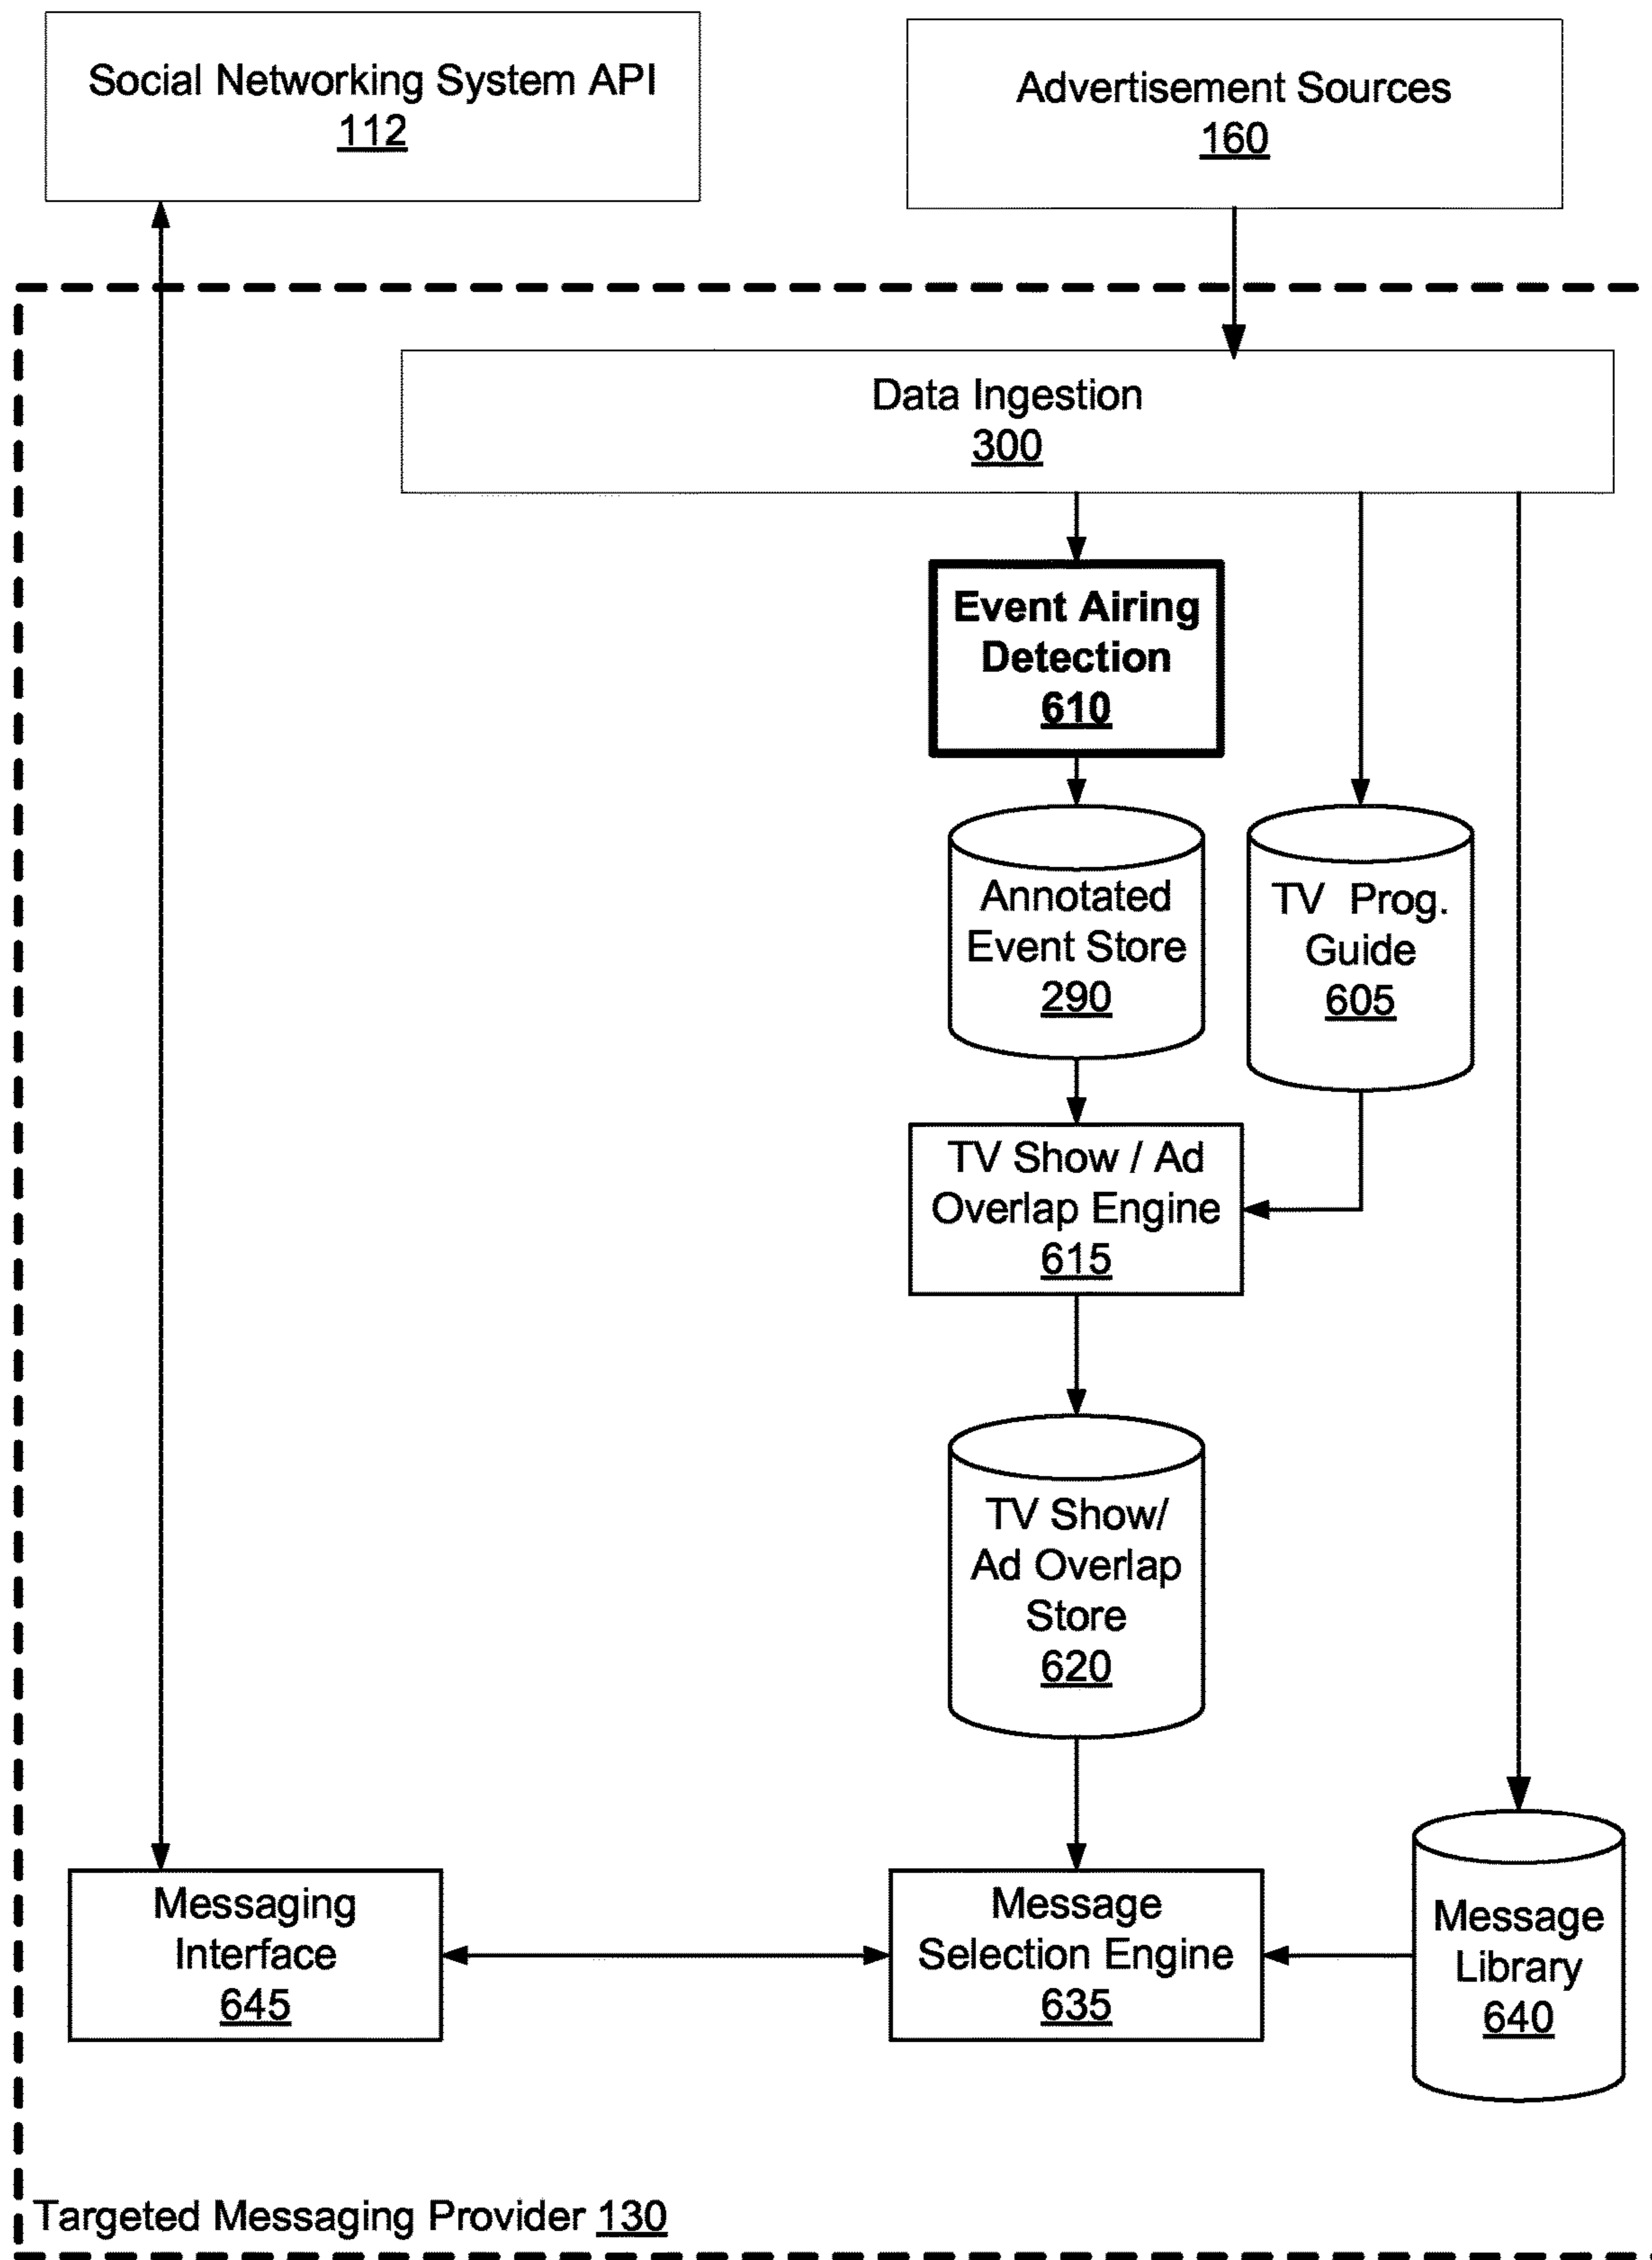 Social Networking System API
112
Advertisement Sources
160
Data Ingestion
300
Event Airing
Detection
610
Annotated
Event Store
290
TV Prog.
Guide
605
TV Show / Ad
Overlap Engine
615
TV Show/
Ad Overlap
Store
620
Messaging
Interface
645
Message
Selection Engine
635
Message
Library
640
Targeted Messaging Provider 130